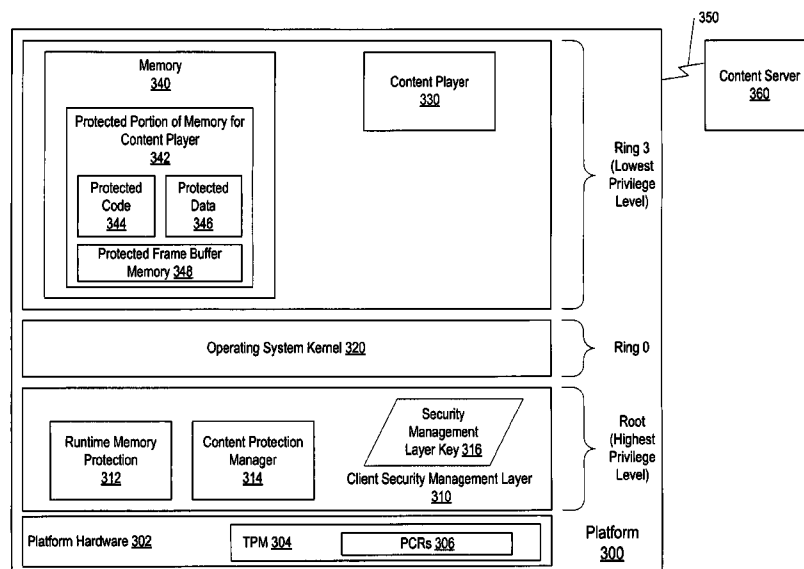 350
Memory
340
Content Player
330
Content Server
360
Protected Portion of Memory for
Content Player
342
Protected
Code
344
Protected
Data
346
Protected Frame Buffer
Memory 348
Ring 3
(Lowest
Privilege
Level)
Operating System Kernel 320
Ring 0
Runtime Memory
Protection
312
Content Protection
Manager
314
Security
Management
Layer Key 316
Client Security Management Layer
310
Root
(Highest
Privilege
Level)
Platform Hardware 302
TPM 304
PCRs 306
Platform
300